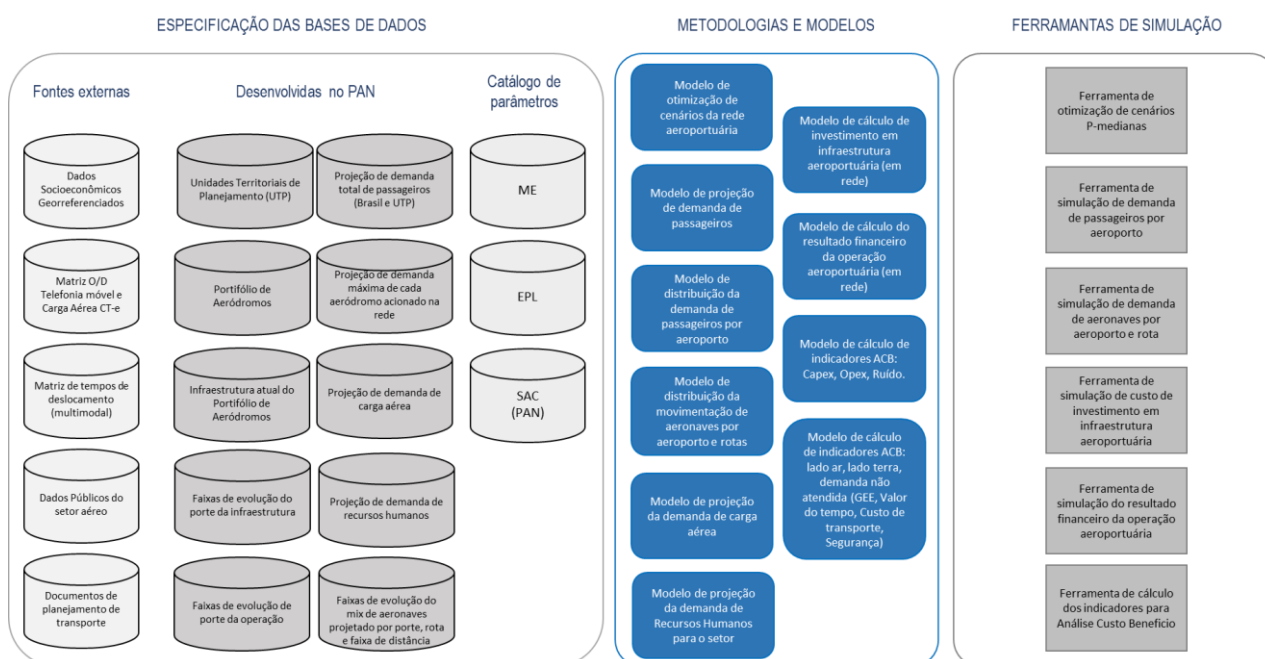 ESPECIFICAÇÃO DAS BASES DE DADOS
Fontes externas
Dados
Socioeconômicos
Georreferenciados
Matriz O/D
Telefonia móvel e
Carga Aérea CT-e
Matriz de tempos de
deslocamento
(multimodal)
Dados Públicos do
setor aéreo
Documentos de
planejamento de
transporte
Desenvolvidas no PAN
Unidades Territoriais de
Planejamento (UTP)
Projeção de demanda
total de passageiros
(Brasil e UTP)
Portifólio de
Aeródromos
Projeção de demanda
máxima de cada
aeródromo acionado na
rede
Infraestrutura atual do
Portifólio de
Aeródromos
Projeção de demanda de
carga aérea
Faixas de evolução do
porte da infraestrutura
Projeção de demanda de
recursos humanos
Faixas de evolução de
porte da operação
Faixas de evolução do
mix de aeronaves
projetado por porte, rota
e faixa de distância
Catálogo de
parâmetros
ME
EPL
SAC
(PAN)
METODOLOGIAS E MODELOS
Modelo de
otimização de
cenários da rede
aeroportuária
Modelo de projeção
de demanda de
passageiros
Modelo de
distribuição da
demanda de
passageiros por
aeroporto
Modelo de
distribuição da
movimentação de
aeronaves por
aeroporto e rotas
Modelo de projeção
da demanda de carga
aérea
Modelo de projeção
da demanda de
Recursos Humanos
para o setor
Modelo de cálculo de
investimento em
infraestrutura
aeroportuária (em
rede)
Modelo de cálculo do
resultado financeiro
da operação
aeroportuária (em
rede)
Modelo de cálculo de
indicadores ACB:
Capex, Opex, Ruído.
Modelo de cálculo
de indicadores ACB:
lado ar, lado terra,
demanda não
atendida (GEE, Valor
do tempo, Custo de
transporte,
Segurança)
FERRAMANTAS DE SIMULAÇÃO
Ferramenta de
otimização de cenários
P-medianas
Ferramenta de
simulação de demanda
de passageiros por
aeroporto
Ferramenta de
simulação de demanda
de aeronaves por
aeroporto e rota
Ferramenta de
simulação de custo de
investimento em
infraestrutura
aeroportuária
Ferramenta de
simulação do resultado
financeiro da operação
aeroportuária
Ferramenta de cálculo
dos indicadores para
Análise Custo Beneficio